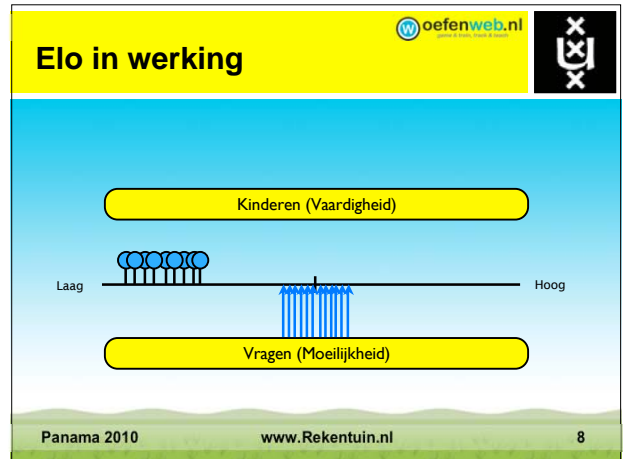 oefenweb.nl
Elo in werking
Kinderen (Vaardigheid)
Laag
Hoog
Vragen (Moeilijkheid)
Panama 2010
www.Rekentuin.nl
8